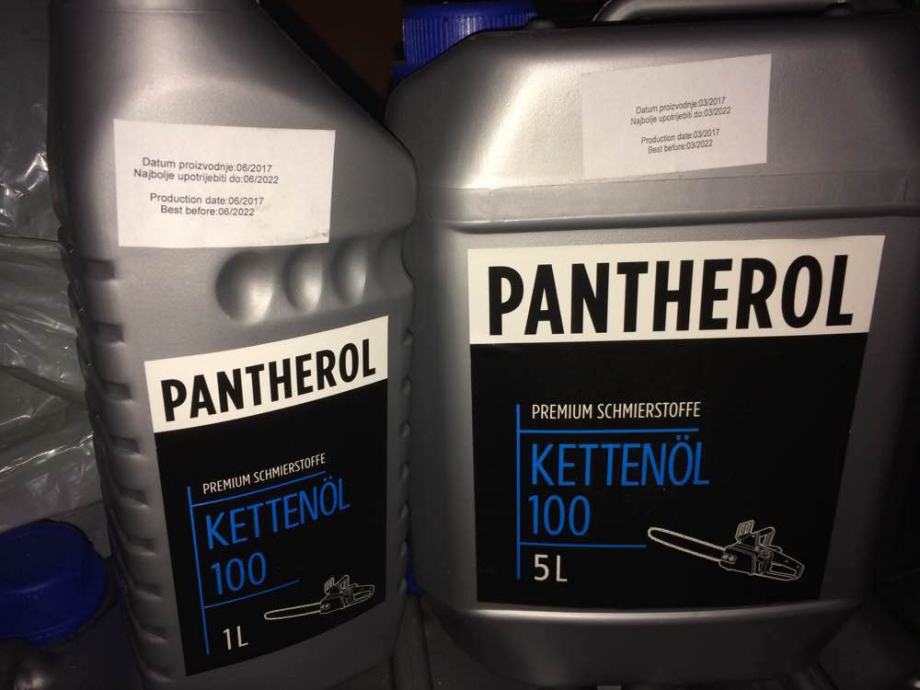 Datum proizvodnje:06/2017
Najbolje upotrijebiti do:06/2022
Production date:06/2017
Best before:06/2022
PANTHEROL
PREMIUM SCHMIERSTOFFE
KETTENÖL
100
1L
Datum proizvodnje:03/2017
Najbolje upotrijebiti do:03/2022
Production date:03/2017
Best before:03/2022
PANTHEROL
PREMIUM SCHMIERSTOFFE
KETTENÖL
100
5L